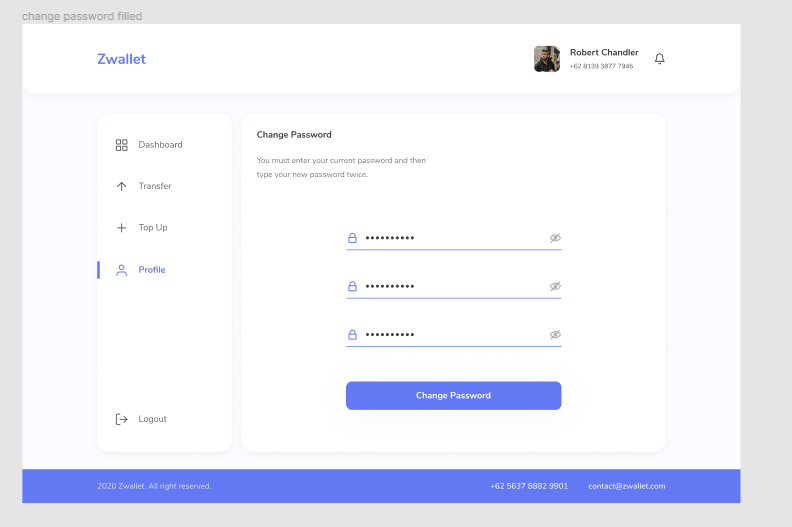 change password filled
Zwallet
Robert Chandler
+62 8139 3877 7946
Dashboard
Transfer
Top Up
Profile
Logout
Change Password
You must enter your current password and then
type your new password twice.
••••••••••
••••••••••
••••••••••
Change Password
2020 Zwallet. All right reserved.
+62 5637 8882 9901
contact@zwallet.com